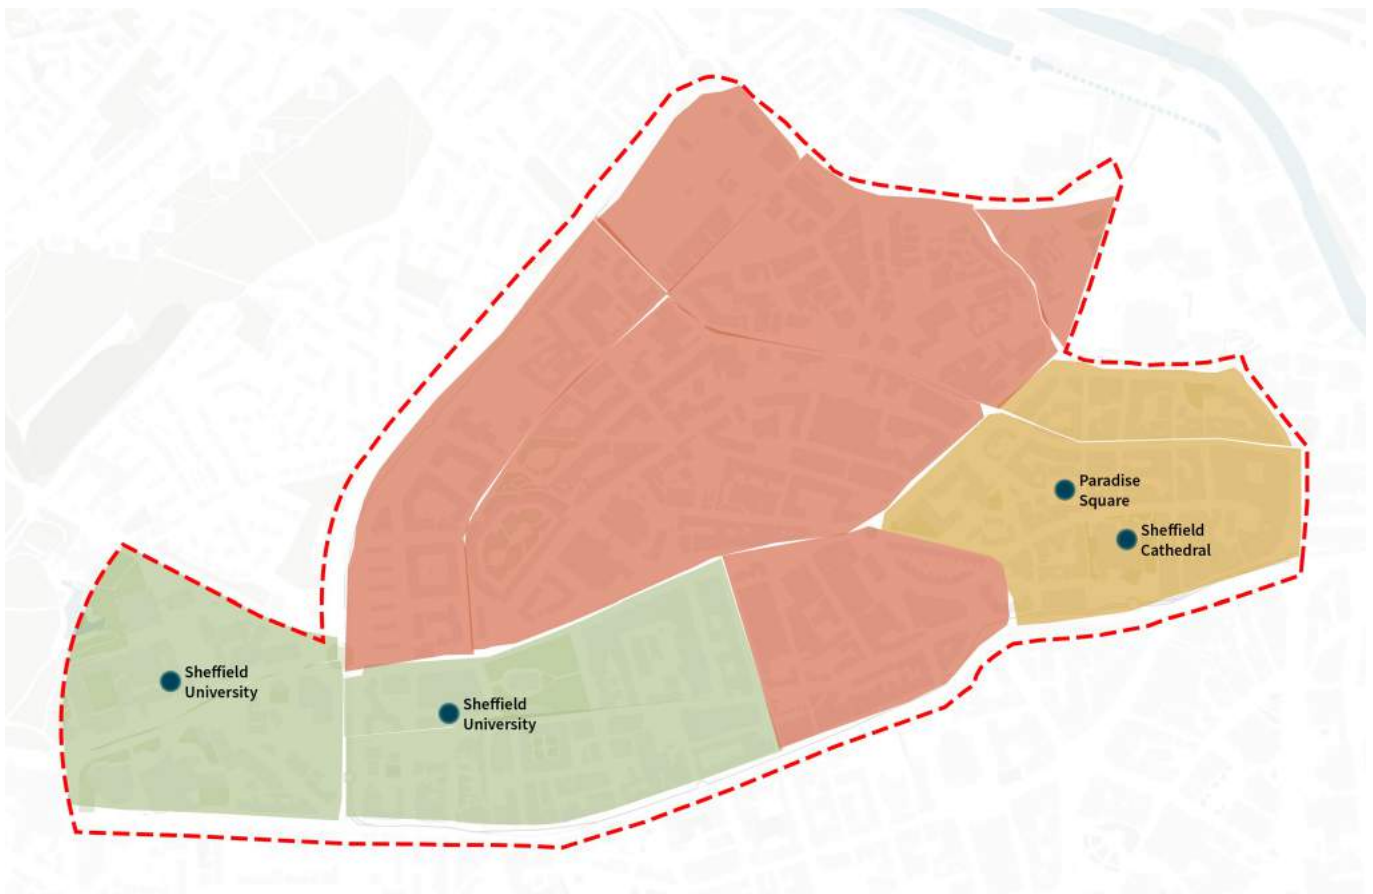 Paradise
Square
Sheffield
Cathedral
Sheffield
University
Sheffield
University